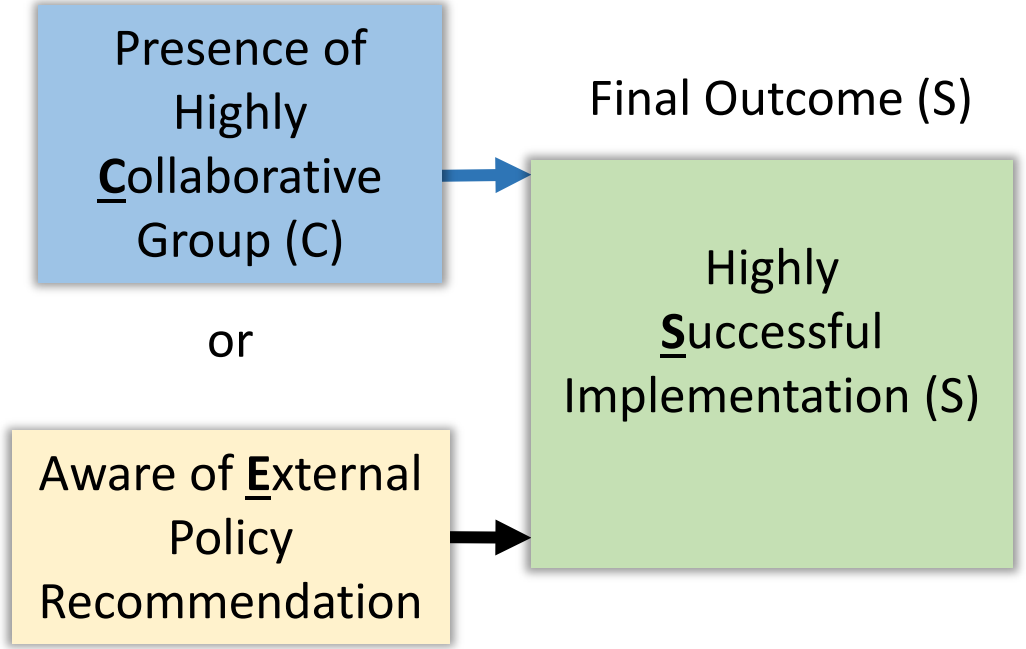 Presence of
Highly
Collaborative
Group (C)
or
Aware of External
Policy
Recommendation
Final Outcome (S)
Highly
Successful
Implementation (S)